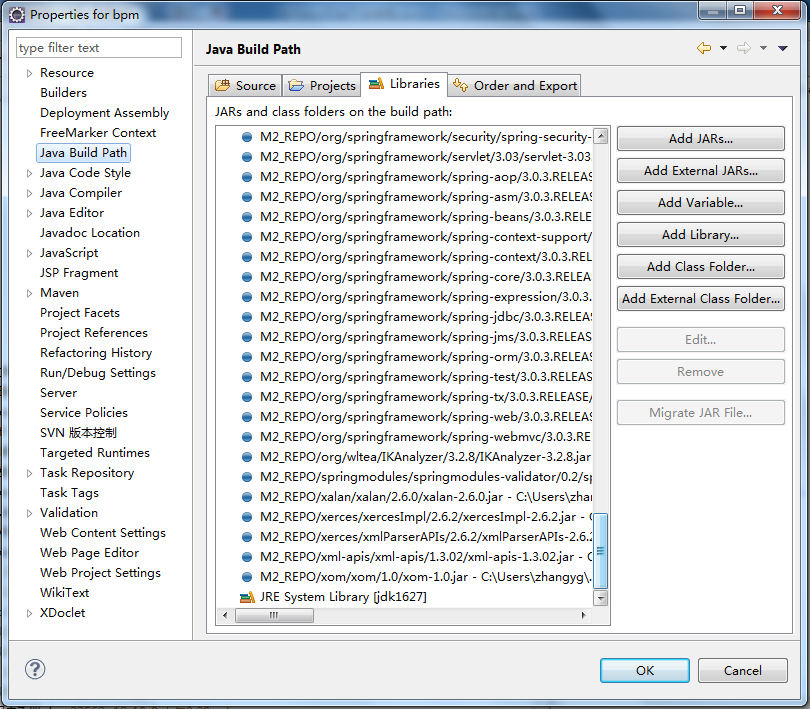 Properties for bpm
type filter text
Resource
Builders
Deployment Assembly
FreeMarker Context
Java Build Path
Java Code Style
Java Compiler
Java Editor
Javadoc Location
JavaScript
JSP Fragment
Maven
Project Facets
Project References
Refactoring History
Run/Debug Settings
Server
Service Policies
SVN 版本控制
Targeted Runtimes
Task Repository
Task Tags
Validation
Web Content Settings
Web Page Editor
Web Project Settings
WikiText
XDoclet
Java Build Path
Source Projects Libraries Order and Export
JARs and class folders on the build path:
M2_REPO/org/springframework/security/spring-security-
M2_REPO/org/springframework/servlet/3.03/servlet-3.03
M2_REPO/org/springframework/spring-aop/3.0.3.RELEAS
M2_REPO/org/springframework/spring-asm/3.0.3.RELEAS
M2_REPO/org/springframework/spring-beans/3.0.3.RELE
M2_REPO/org/springframework/spring-context-support/
M2_REPO/org/springframework/spring-context/3.0.3.REL
M2_REPO/org/springframework/spring-core/3.0.3.RELEA
M2_REPO/org/springframework/spring-expression/3.0.3.
M2_REPO/org/springframework/spring-jdbc/3.0.3.RELEAS
M2_REPO/org/springframework/spring-jms/3.0.3.RELEAS
M2_REPO/org/springframework/spring-orm/3.0.3.RELEAS
M2_REPO/org/springframework/spring-test/3.0.3.RELEAS
M2_REPO/org/springframework/spring-tx/3.0.3.RELEASE/
M2_REPO/org/springframework/spring-web/3.0.3.RELEAS
M2_REPO/org/springframework/spring-webmvc/3.0.3.RE
M2_REPO/org/wltea/IKAnalyzer/3.2.8/IKAnalyzer-3.2.8.jar
M2_REPO/springmodules/springmodules-validator/0.2/sp
M2_REPO/xalan/xalan/2.6.0/xalan-2.6.0.jar - C:\Users\zhan
M2_REPO/xerces/xercesImpl/2.6.2/xercesImpl-2.6.2.jar - C
M2_REPO/xerces/xmlParserAPIs/2.6.2/xmlParserAPIs-2.6.2
M2_REPO/xml-apis/xml-apis/1.3.02/xml-apis-1.3.02.jar - C
M2_REPO/xom/xom/1.0/xom-1.0.jar - C:\Users\zhangyg\.
JRE System Library [jdk1627]
Add JARs...
Add External JARs...
Add Variable...
Add Library...
Add Class Folder...
Add External Class Folder...
Edit...
Remove
Migrate JAR File...
OK
Cancel